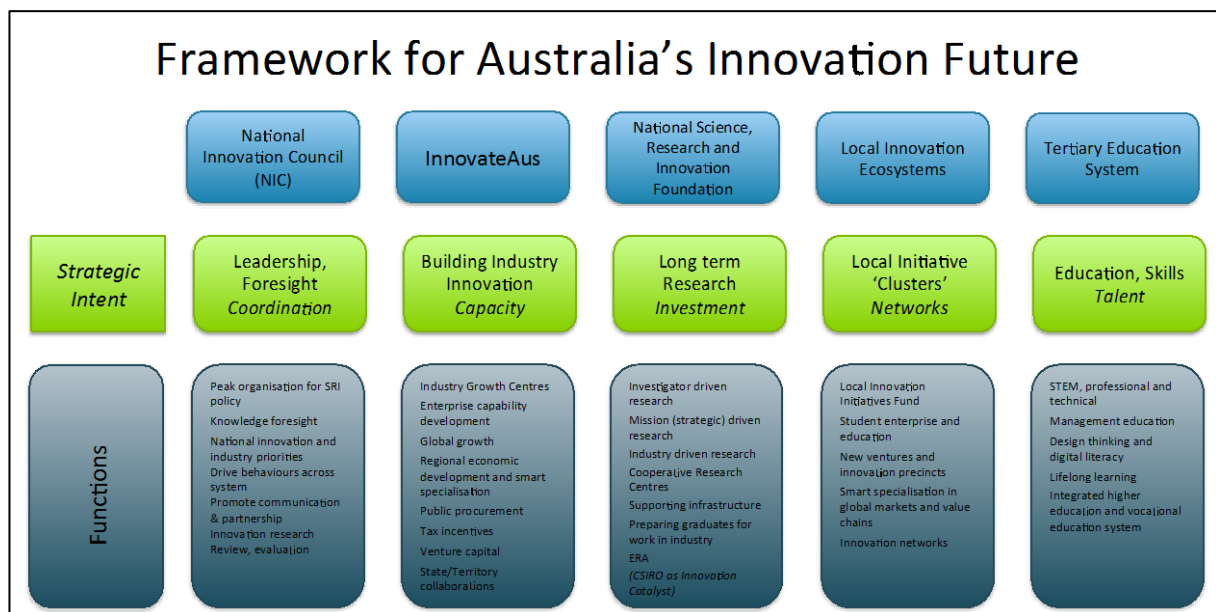 Framework for Australia's Innovation Future
National
Innovation Council
(NIC)
InnovateAus
National Science,
Research and
Innovation
Foundation
Local Innovation
Ecosystems
Tertiary Education
System
Strategic
Intent
Leadership,
Foresight
Coordination
Building Industry
Innovation
Capacity
Long term
Research
Investment
Local Initiative
'Clusters'
Networks
Education, Skills
Talent
Functions
Peak organisation for SRI
policy
Knowledge foresight
National innovation and
industry priorities
Drive behaviours across
system
Promote communication
& partnership
Innovation research
Review, evaluation
Industry Growth Centres
Enterprise capability
development
Global growth
Regional economic
development and smart
specialisation
Public procurement
Tax incentives
Venture capital
State/Territory
collaborations
Investigator driven
research
Mission (strategic) driven
research
Industry driven research
Cooperative Research
Centres
Supporting infrastructure
Preparing graduates for
work in industry
ERA
(CSIRO as Innovation
Catalyst)
Local Innovation
Initiatives Fund
Student enterprise and
education
New ventures and
innovation precincts
Smart specialisation in
global markets and value
chains
Innovation networks
STEM, professional and
technical
Management education
Design thinking and
digital literacy
Lifelong learning
Integrated higher
education and vocational
education system